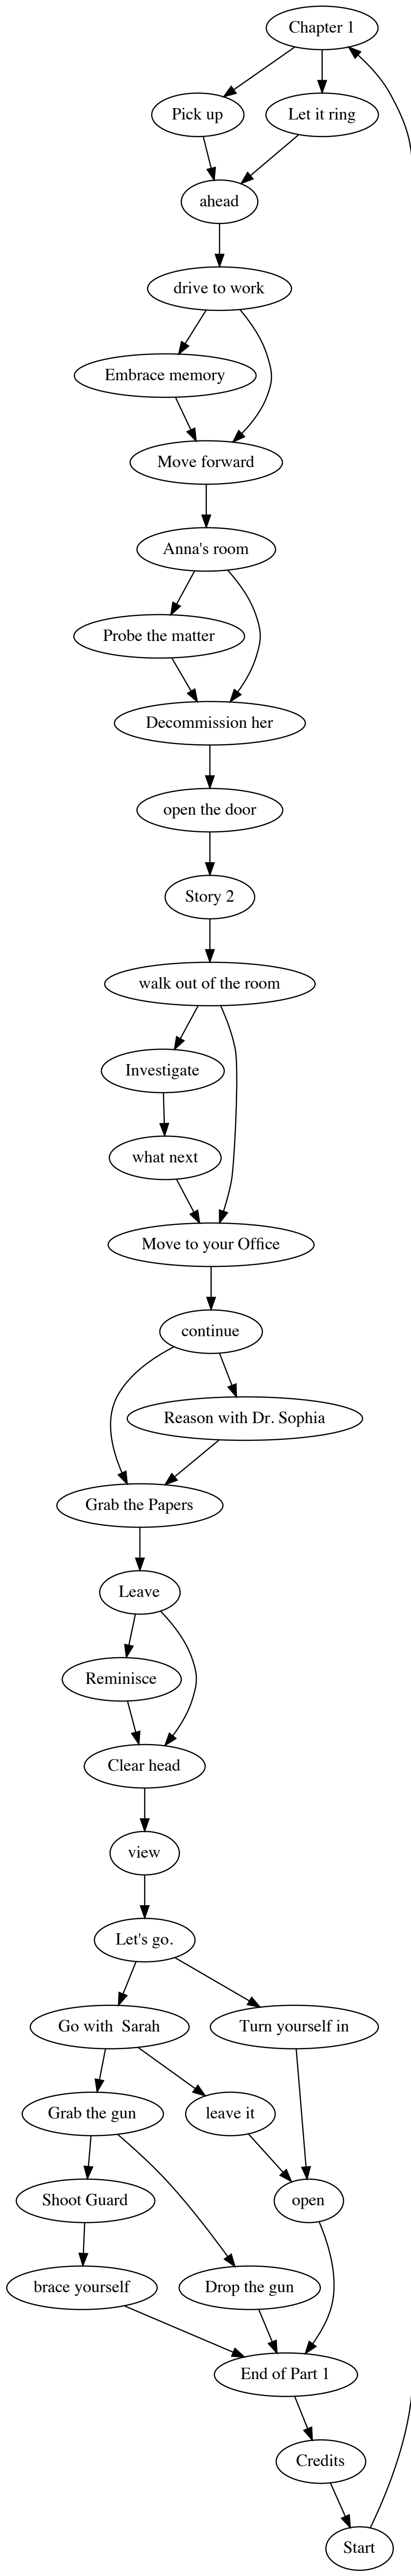 Chapter 1
Pick up
Let it ring
ahead
drive to work
Embrace memory
Move forward
Anna's room
Probe the matter
Decommission her
open the door
Story 2
walk out of the room
Investigate
what next
Move to your Office
continue
Reason with Dr. Sophia
Grab the Papers
Leave
Reminisce
Clear head
view
Let's go.
Go with  Sarah
Turn yourself in
Grab the gun
leave it
Shoot Guard
open
brace yourself
Drop the gun
End of Part 1
Credits
Start